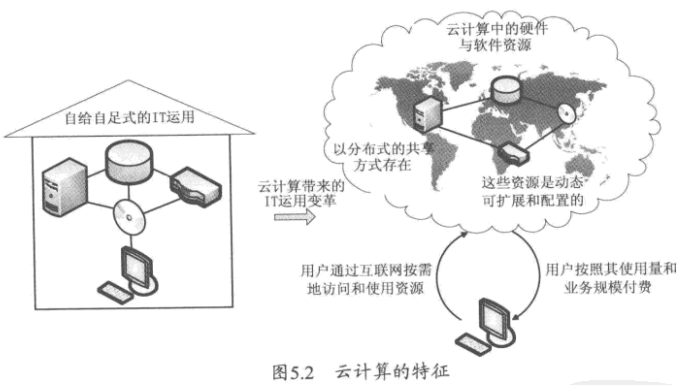 云计算中的硬件
与软件资源
自给自足式的IT运用
以分布式的共享
方式存在
这些资源是动态
可扩展和配置的
云计算带来的
IT运用变革
用户通过互联网按需
地访问和使用资源
用户按照其使用量和
业务规模付费
图5.2 云计算的特征